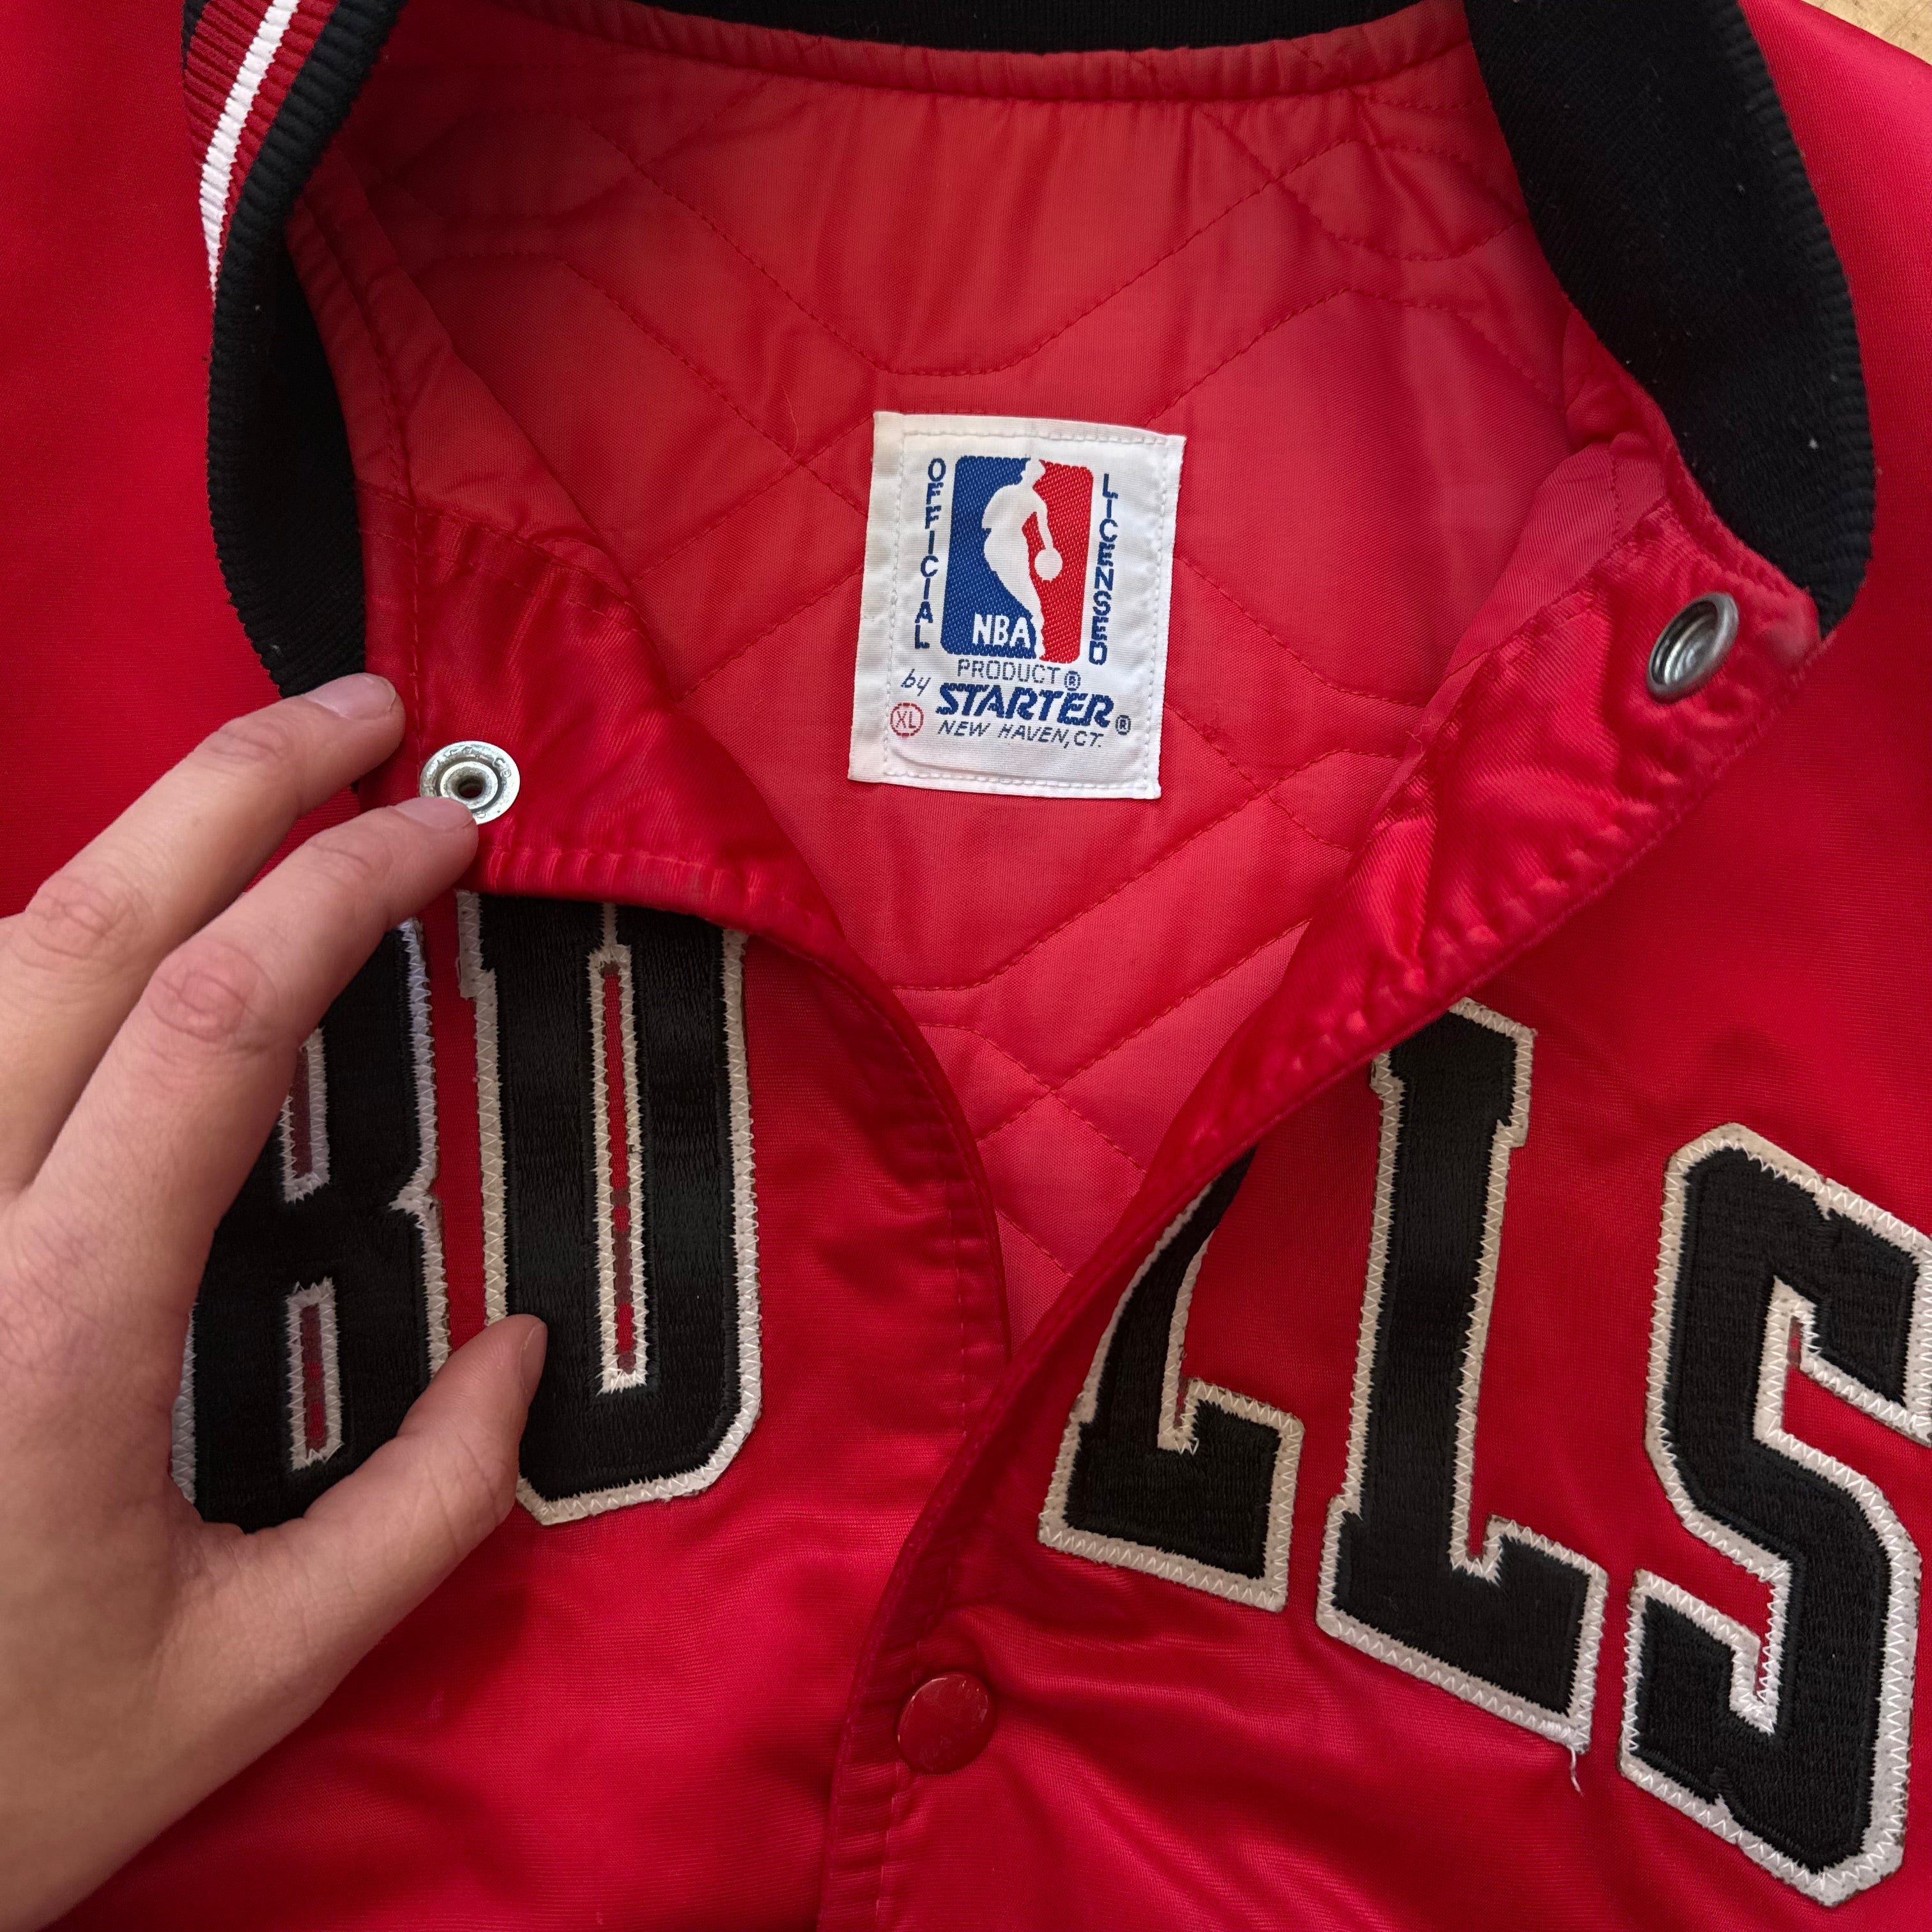 OFFICIAL
LICENSED
NBA
PRODUCT®
by STARTER®
XL
NEW HAVEN, CT.
BULLS